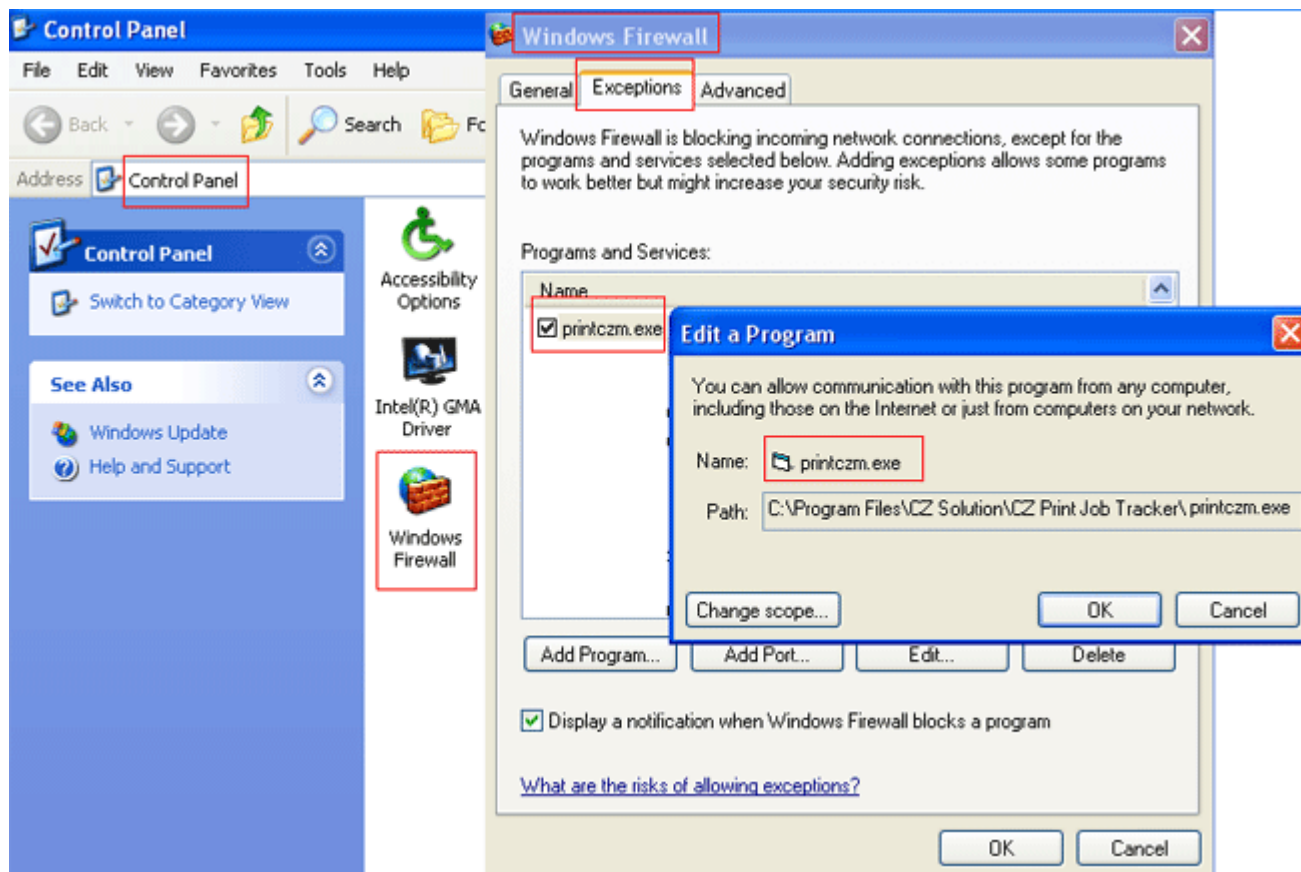 Control Panel
File Edit View Favorites Tools Help
Back Search Fo
Address Control Panel
Control Panel
Switch to Category View
See Also
Windows Update
Help and Support
Accessibility
Options
Intel(R) GMA
Driver
Windows
Firewall
Windows Firewall
General Exceptions Advanced
Windows Firewall is blocking incoming network connections, except for the
programs and services selected below. Adding exceptions allows some programs
to work better but might increase your security risk.
Programs and Services:
Name
printczm.exe
Edit a Program
You can allow communication with this program from any computer,
including those on the Internet or just from computers on your network.
Name: printczm.exe
Path: C:\Program Files\CZ Solution\CZ Print Job Tracker\printczm.exe
Change scope... OK Cancel
Add Program... Add Port... Edit... Delete
Display a notification when Windows Firewall blocks a program
What are the risks of allowing exceptions?
OK Cancel